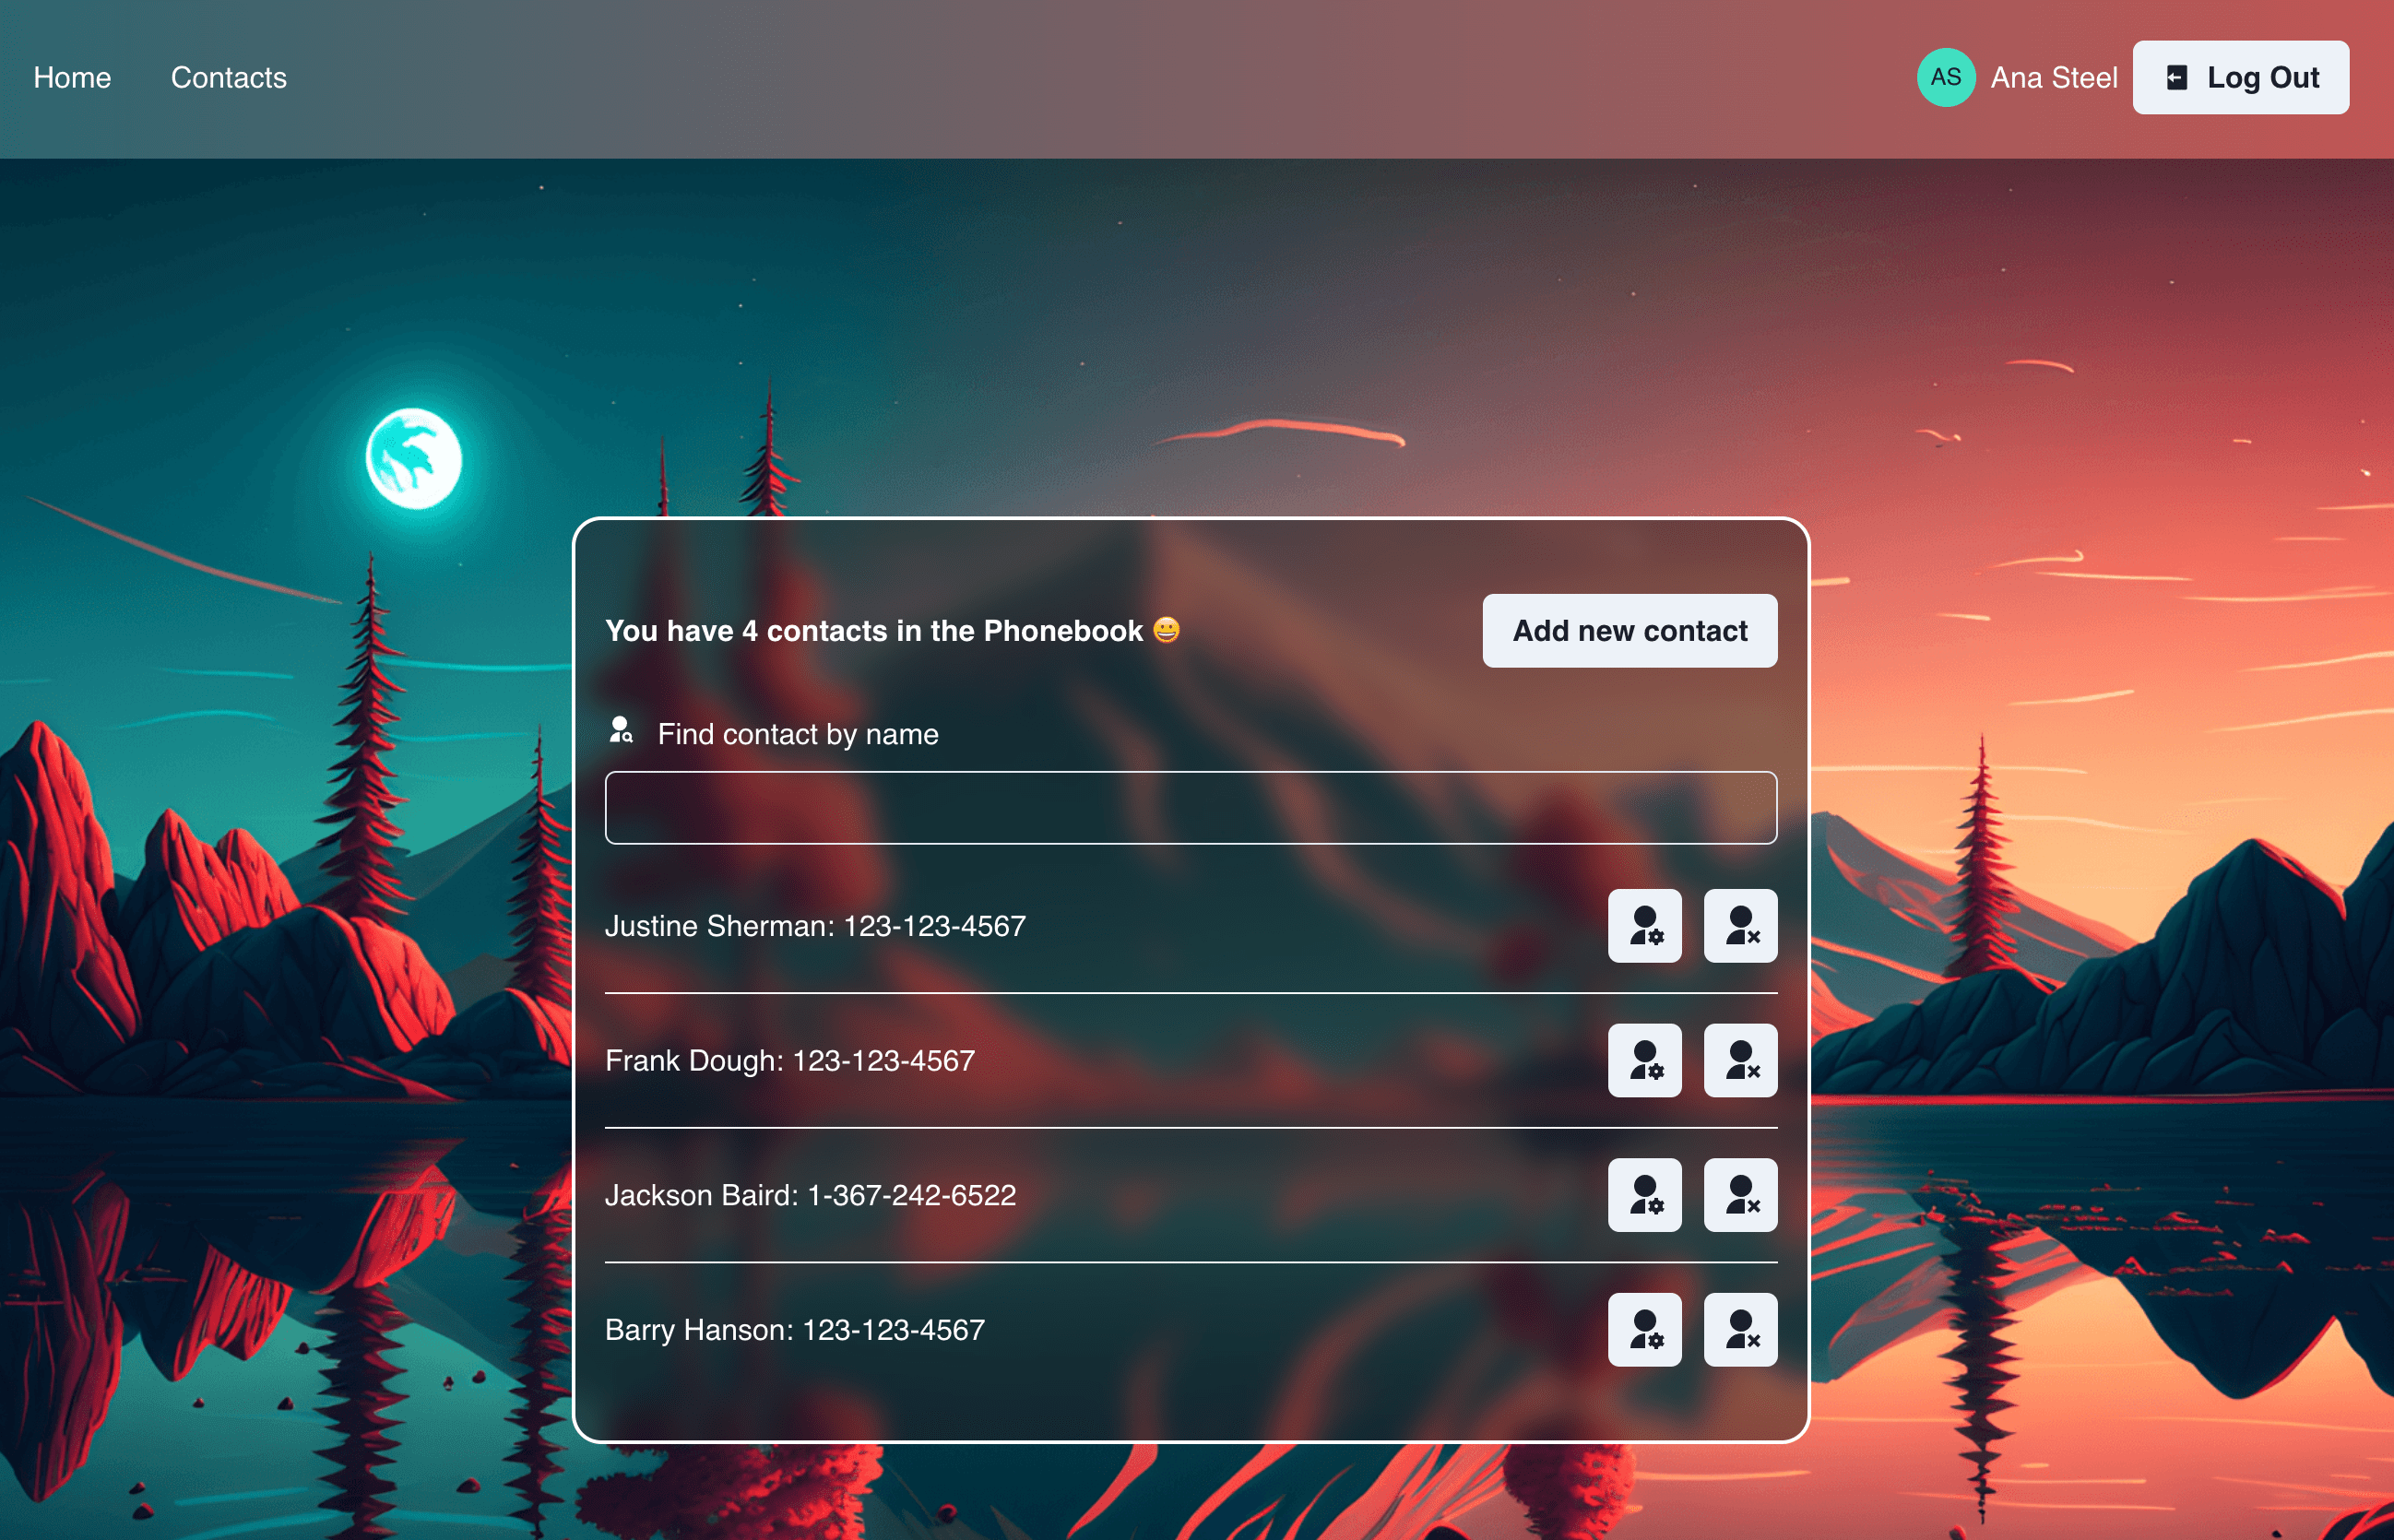 Home Contacts AS Ana Steel Log Out
You have 4 contacts in the Phonebook 😀 Add new contact
Find contact by name
Justine Sherman: 123-123-4567
Frank Dough: 123-123-4567
Jackson Baird: 1-367-242-6522
Barry Hanson: 123-123-4567